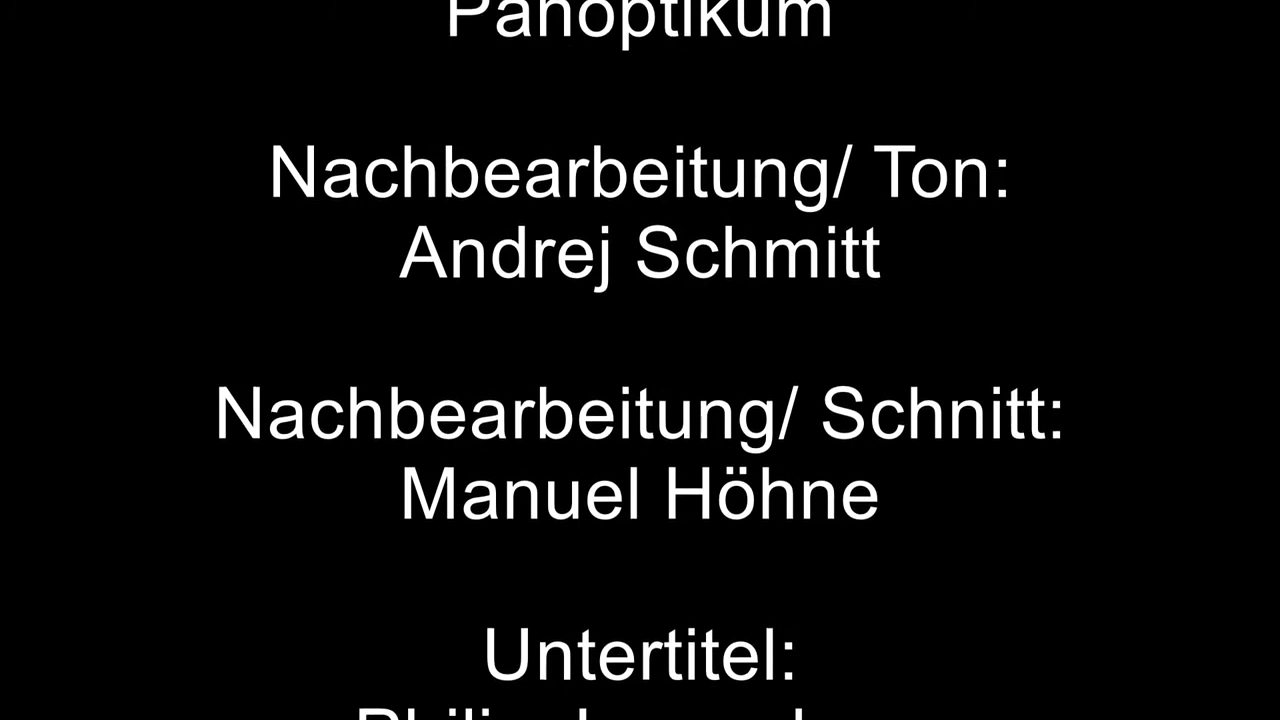 Panoptikum
Nachbearbeitung/ Ton:
Andrej Schmitt
Nachbearbeitung/ Schnitt:
Manuel Höhne
Untertitel: